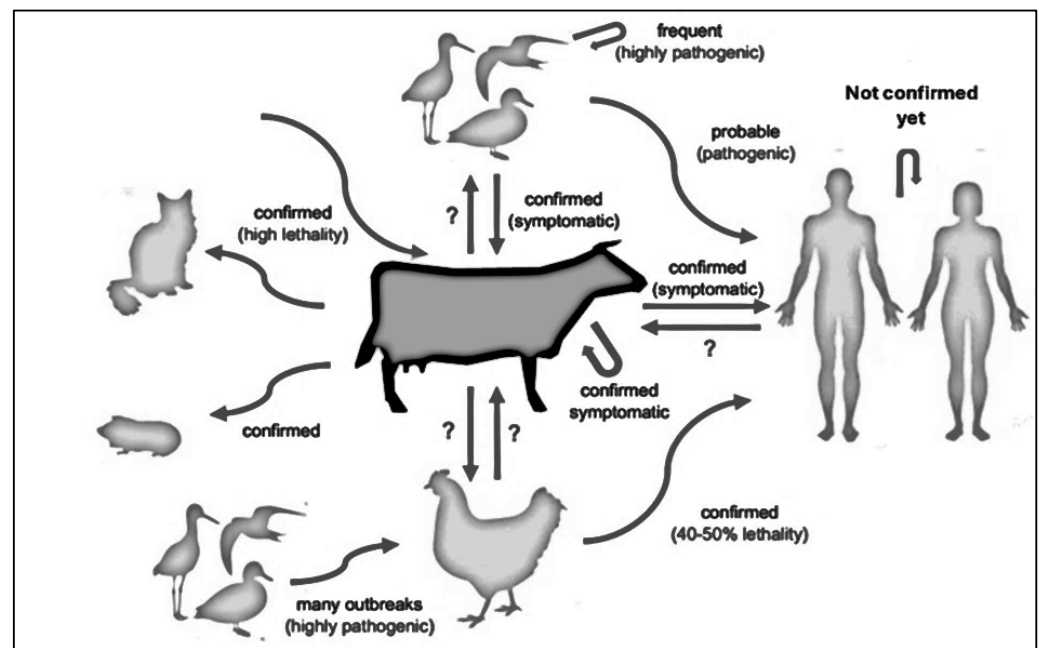 frequent
(highly pathogenic)
Not confirmed
yet
probable
(pathogenic)
confirmed
(high lethality)
?
confirmed
(symptomatic)
confirmed
(symptomatic)
?
confirmed
symptomatic
confirmed
?
?
confirmed
(40-50% lethality)
many outbreaks
(highly pathogenic)